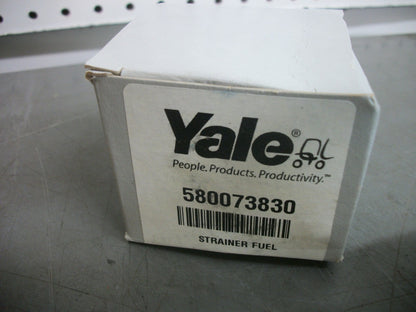 Yale®
People. Products. Productivity.™
580073830
STRAINER FUEL